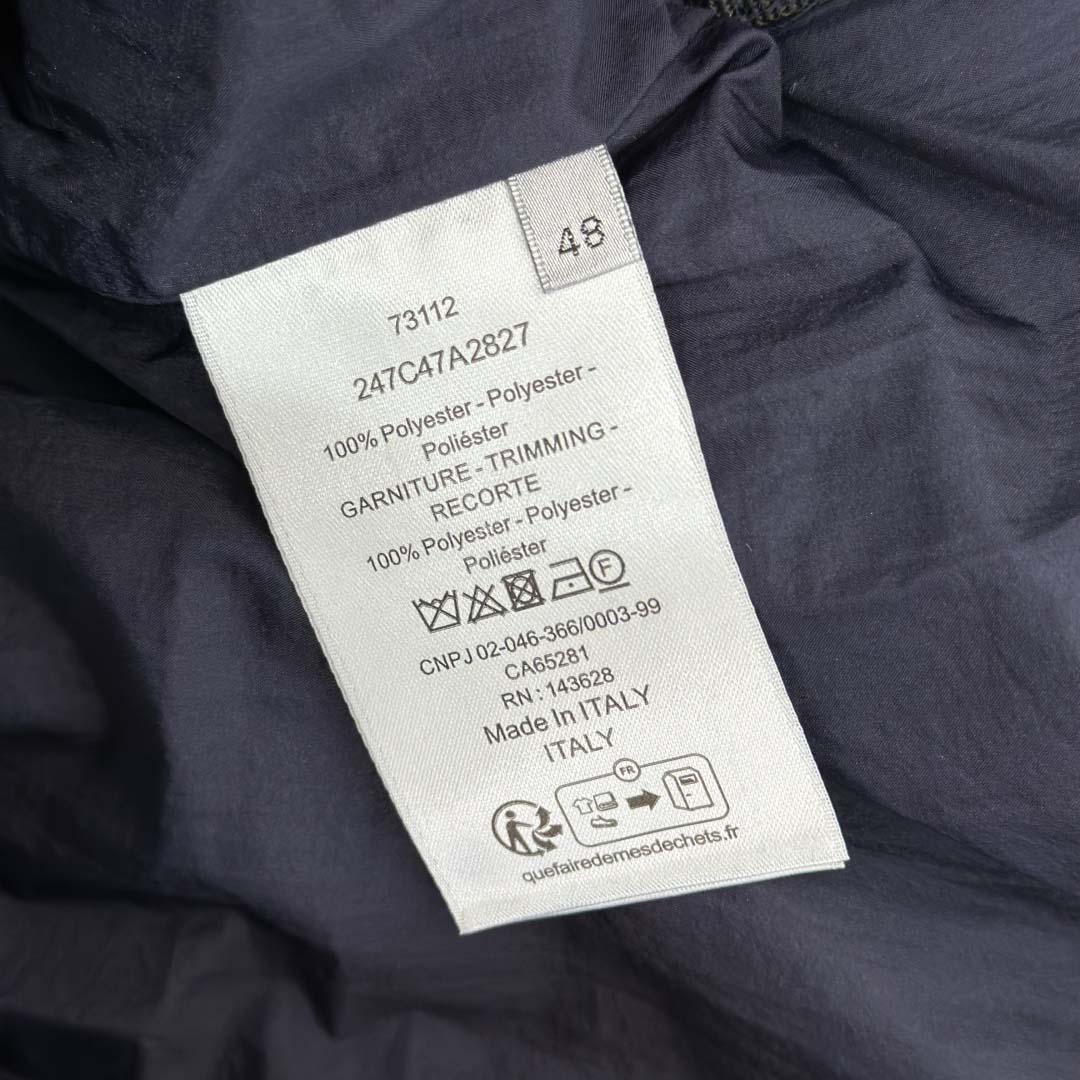 48
73112
247C47A2827
100% Polyester - Polyester -
Poliéster
GARNITURE - TRIMMING -
RECORTE
100% Polyester - Polyester -
Poliéster
F
CNPJ 02-046-366/0003-99
CA65281
RN : 143628
Made In ITALY
ITALY
FR
quefairedemesdechets.fr